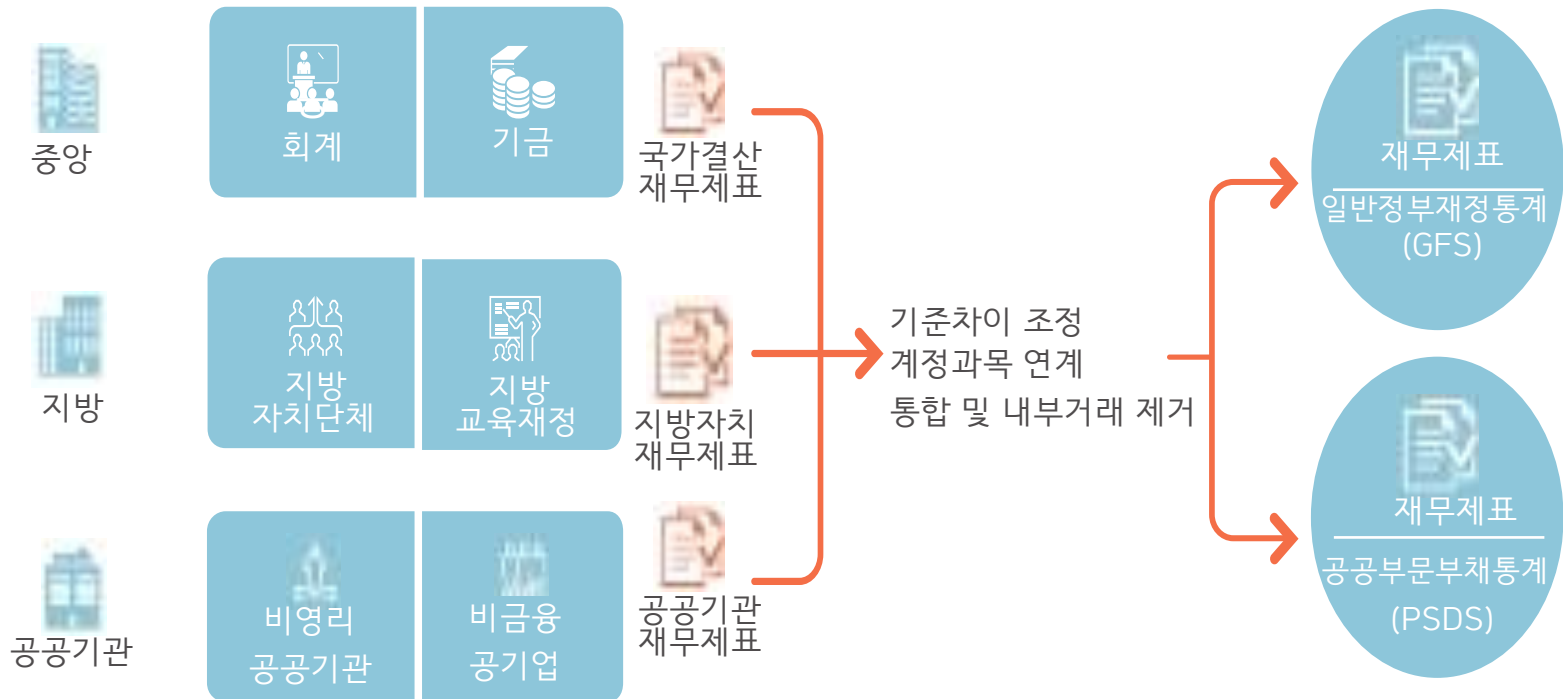 중앙
회계
기금
국가결산
재무제표
지방
지방
자치단체
지방
교육재정
지방자치
재무제표
공공기관
비영리
공공기관
비금융
공기업
공공기관
재무제표
기준차이 조정
계정과목 연계
통합 및 내부거래 제거
재무제표
일반정부재정통계
(GFS)
재무제표
공공부문부채통계
(PSDS)